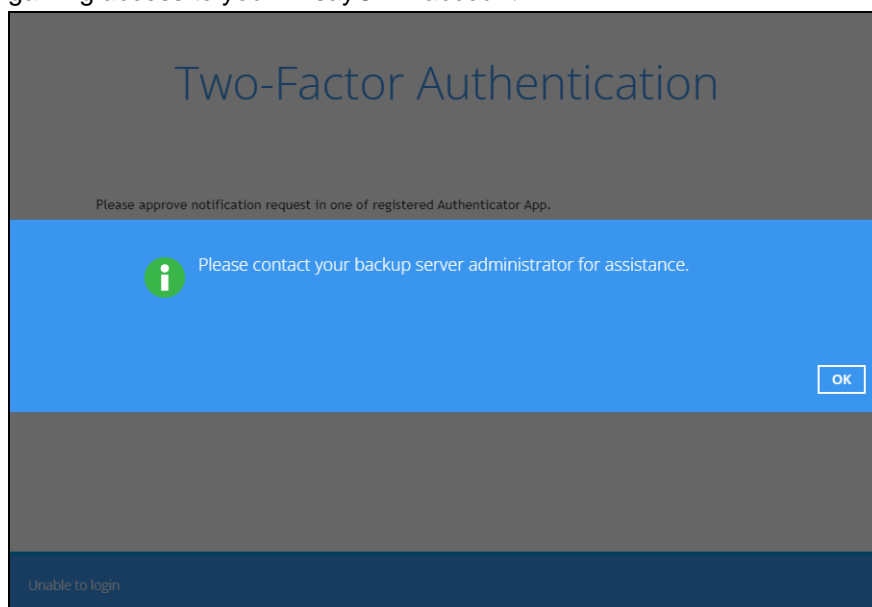 Two-Factor Authentication
Please approve notification request in one of registered Authenticator App.
Please contact your backup server administrator for assistance.
OK
Unable to login